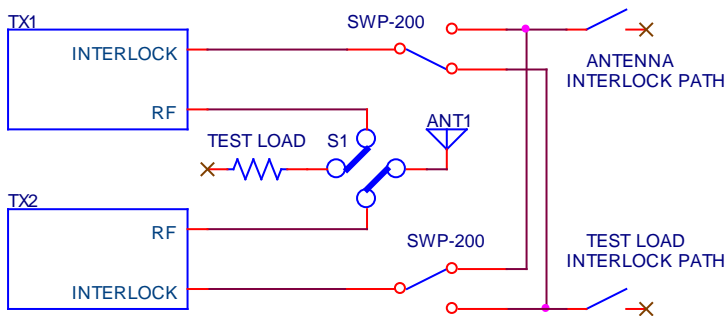 TX1
SWP-200
INTERLOCK
ANTENNA
INTERLOCK PATH
RF
ANT1
TEST LOAD
S1
TX2
RF
SWP-200
TEST LOAD
INTERLOCK PATH
INTERLOCK